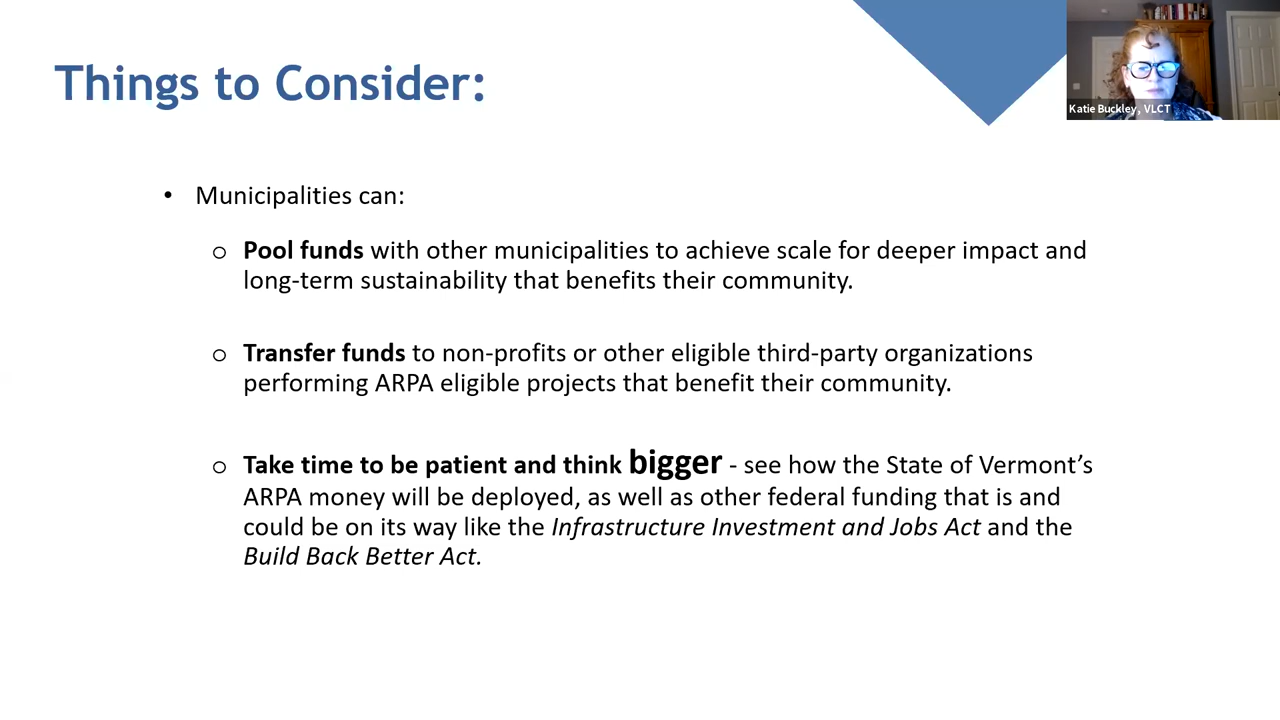 Things to Consider:
Katie Buckley, VLCT
• Municipalities can:
o Pool funds with other municipalities to achieve scale for deeper impact and
long-term sustainability that benefits their community.
o Transfer funds to non-profits or other eligible third-party organizations
performing ARPA eligible projects that benefit their community.
o Take time to be patient and think bigger - see how the State of Vermont’s
ARPA money will be deployed, as well as other federal funding that is and
could be on its way like the Infrastructure Investment and Jobs Act and the
Build Back Better Act.